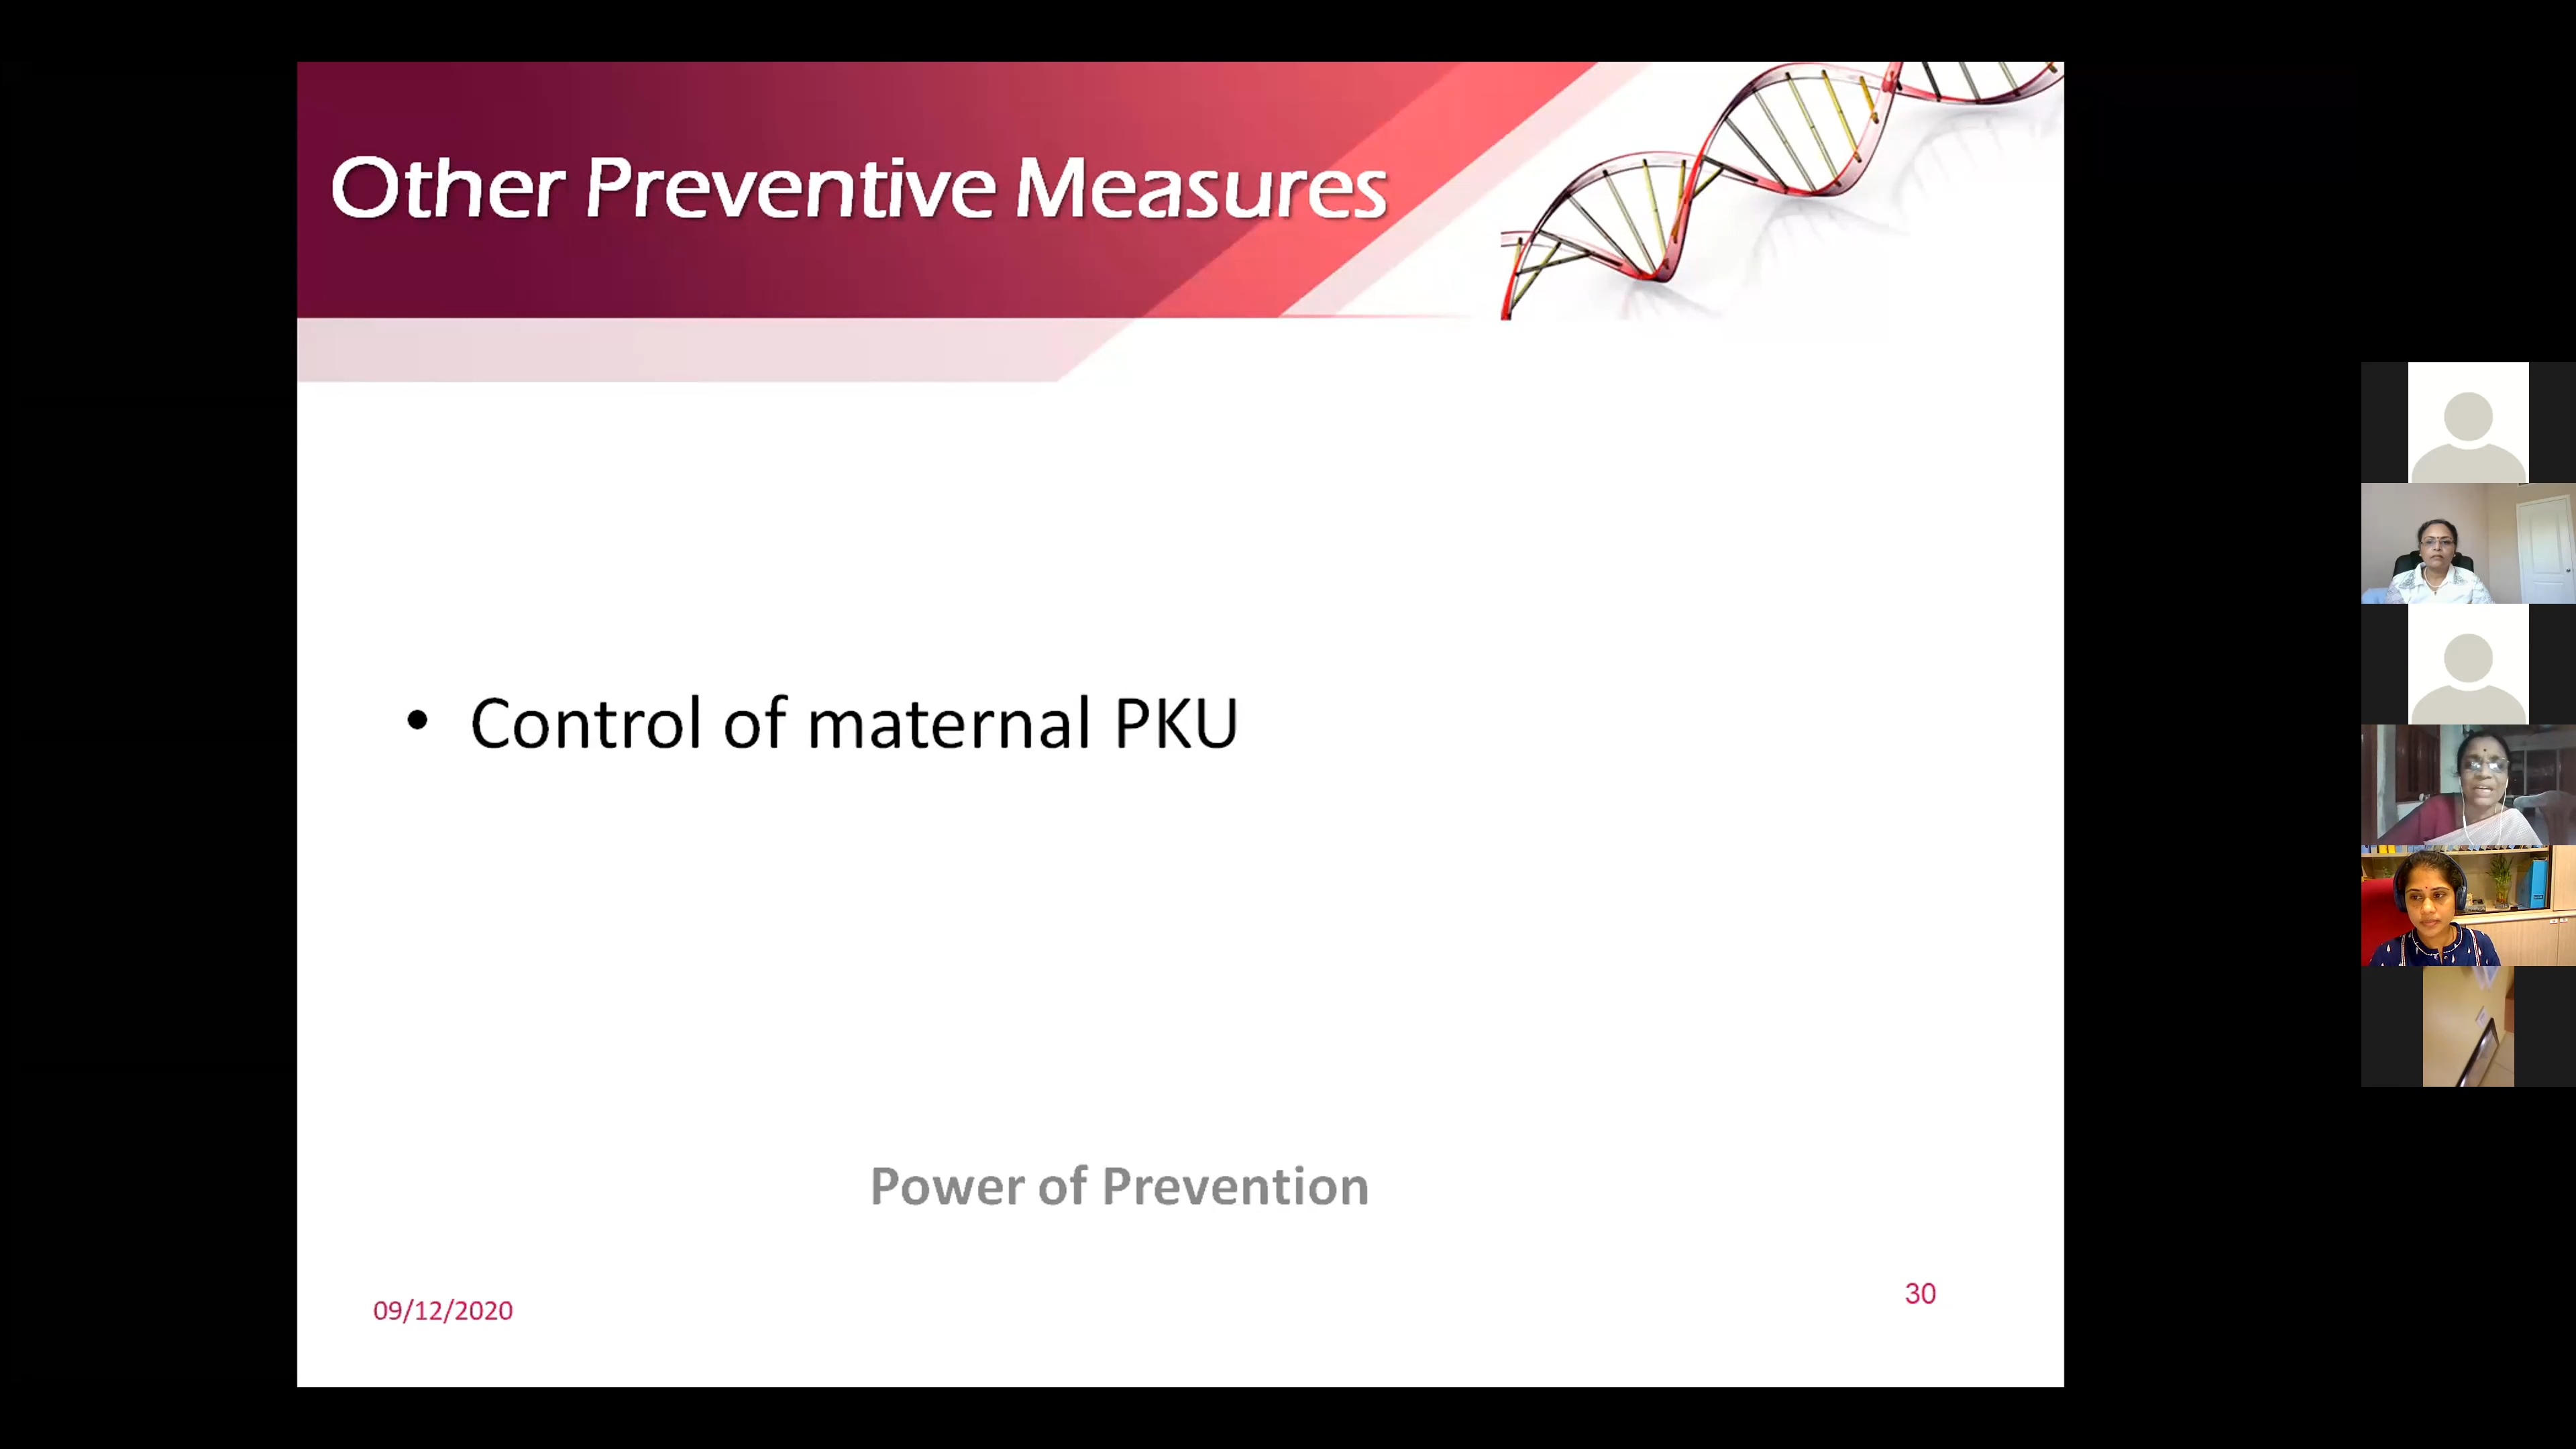 Other Preventive Measures
• Control of maternal PKU
Power of Prevention
09/12/2020
30